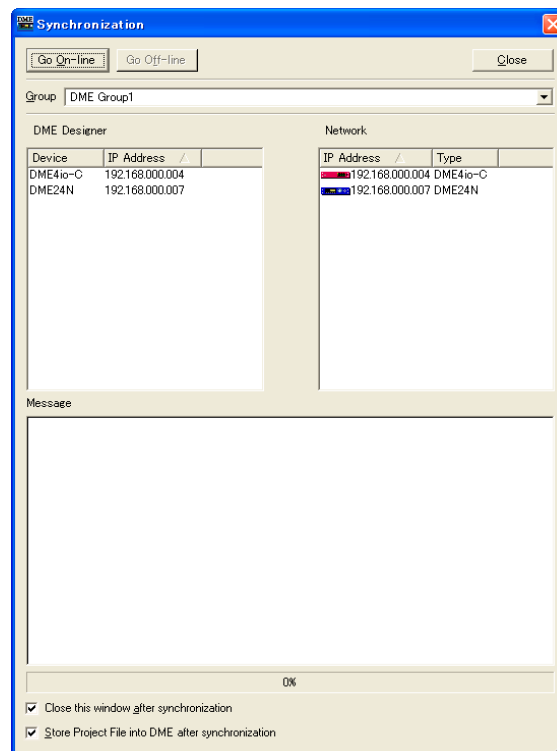 Synchronization
Go On-line Go Off-line Close
Group DME Group1
DME Designer Network
Device IP Address IP Address Type
DME4io-C 192.168.000.004 192.168.000.004 DME4io-C
DME24N 192.168.000.007 192.168.000.007 DME24N
Message
0%
Close this window after synchronization
Store Project File into DME after synchronization